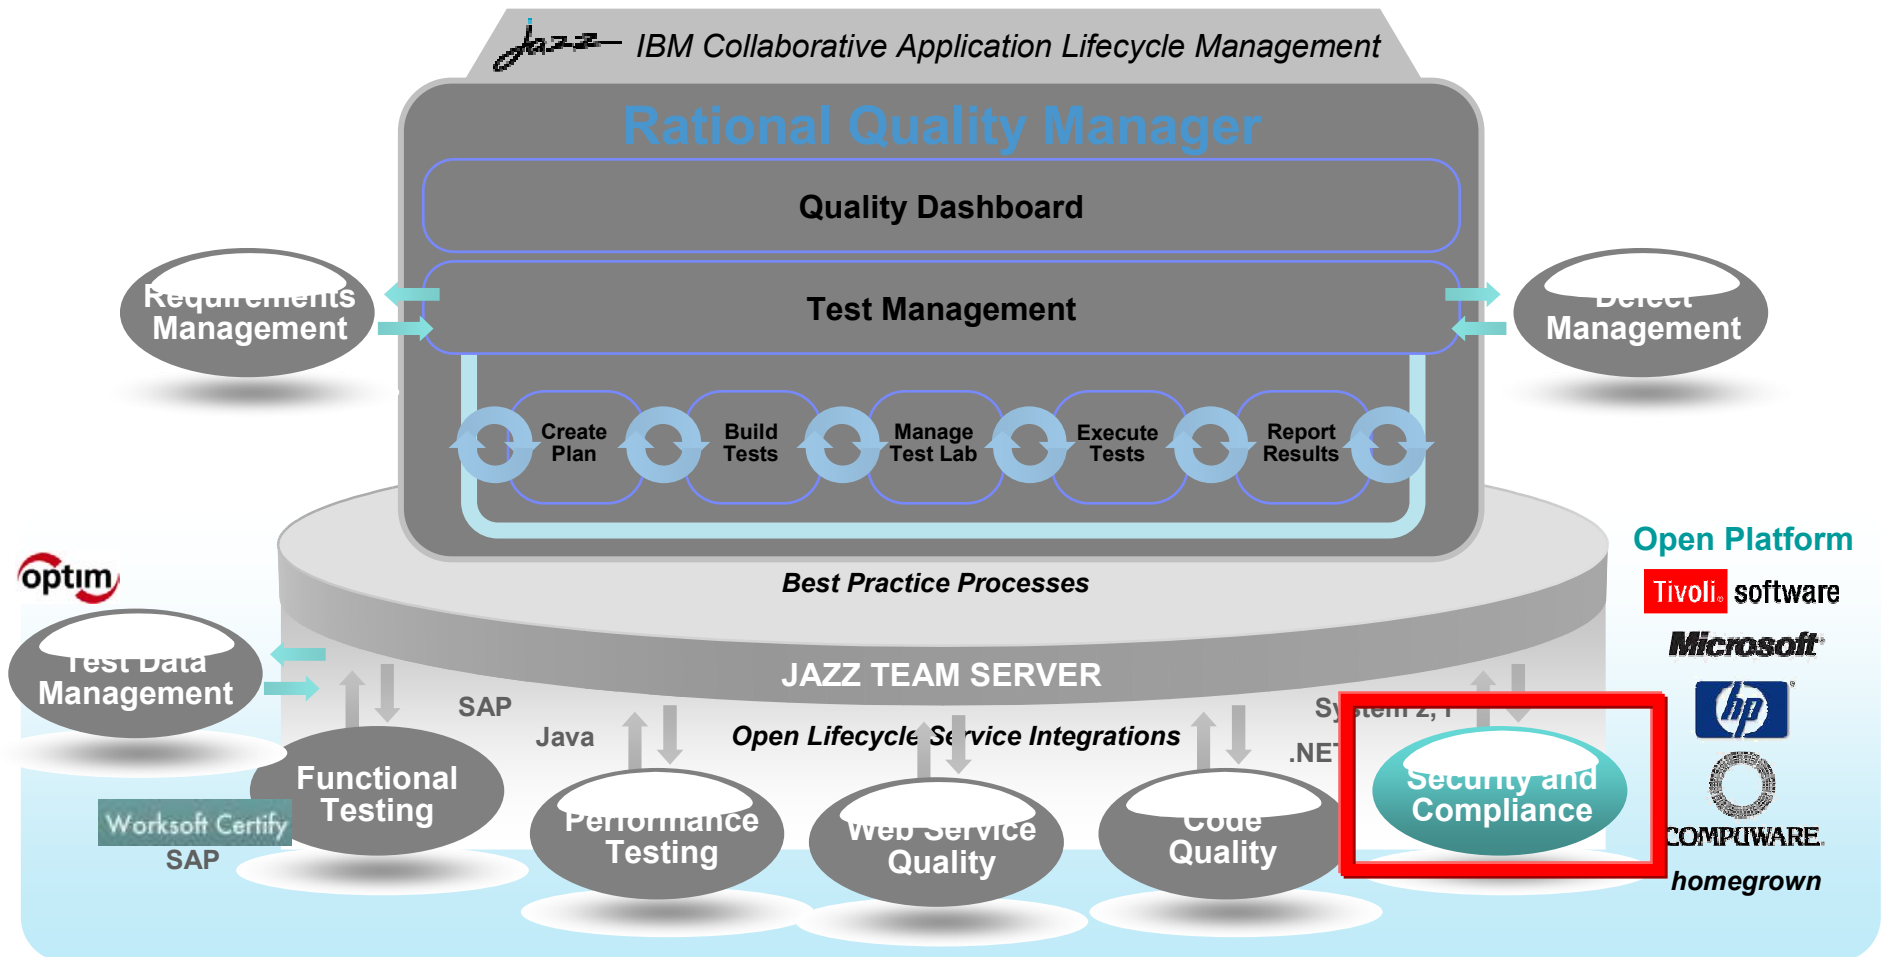 jazz IBM Collaborative Application Lifecycle Management
Rational Quality Manager
Quality Dashboard
Test Management
Requirements
Management
Defect
Management
Create
Plan
Build
Tests
Manage
Test Lab
Execute
Tests
Report
Results
Best Practice Processes
JAZZ TEAM SERVER
Open Lifecycle Service Integrations
optim
Test Data
Management
SAP
Java
System z, i
.NET
Functional
Testing
Worksoft Certify
SAP
Performance
Testing
Web Service
Quality
Code
Quality
Security and
Compliance
Open Platform
Tivoli software
Microsoft
hp
COMPUWARE
homegrown